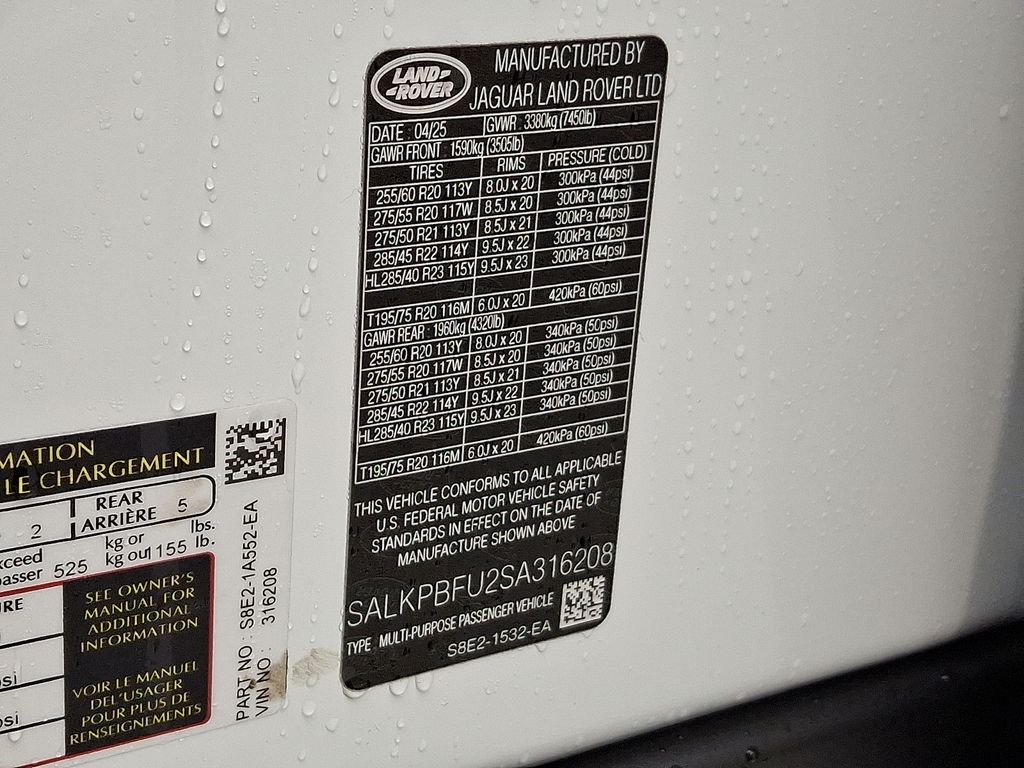 LAND-
-ROVER
MANUFACTURED BY
JAGUAR LAND ROVER LTD
DATE : 04/25 GVWR : 3380kg (7450lb)
GAWR FRONT : 1590kg (3505lb)
TIRES RIMS PRESSURE (COLD)
255/60 R20 113Y 8.0J x 20 300kPa (44psi)
275/55 R20 117W 8.5J x 20 300kPa (44psi)
275/50 R21 113Y 8.5J x 21 300kPa (44psi)
285/45 R22 114Y 9.5J x 22 300kPa (44psi)
HL285/40 R23 115Y 9.5J x 23 300kPa (44psi)
T195/75 R20 116M 6.0J x 20 420kPa (60psi)
GAWR REAR : 1960kg (4320lb)
255/60 R20 113Y 8.0J x 20 340kPa (50psi)
275/55 R20 117W 8.5J x 20 340kPa (50psi)
275/50 R21 113Y 8.5J x 21 340kPa (50psi)
285/45 R22 114Y 9.5J x 22 340kPa (50psi)
HL285/40 R23 115Y 9.5J x 23 340kPa (50psi)
T195/75 R20 116M 6.0J x 20 420kPa (60psi)
THIS VEHICLE CONFORMS TO ALL APPLICABLE
U.S. FEDERAL MOTOR VEHICLE SAFETY
STANDARDS IN EFFECT ON THE DATE OF
MANUFACTURE SHOWN ABOVE
SALKPBFU2SA316208
TYPE MULTI-PURPOSE PASSENGER VEHICLE
S8E2-1532-EA
MATION
LE CHARGEMENT
2 REAR 5
ARRIÈRE
xceed kg or lbs.
passer 525 kg ou 1155 lb.
URE
SEE OWNER'S
MANUAL FOR
ADDITIONAL
INFORMATION
psi
VOIR LE MANUEL
DEL'USAGER
POUR PLUS DE
RENSEIGNEMENTS
psi
PART NO : S8E2-1A552-EA
VIN NO : 316208